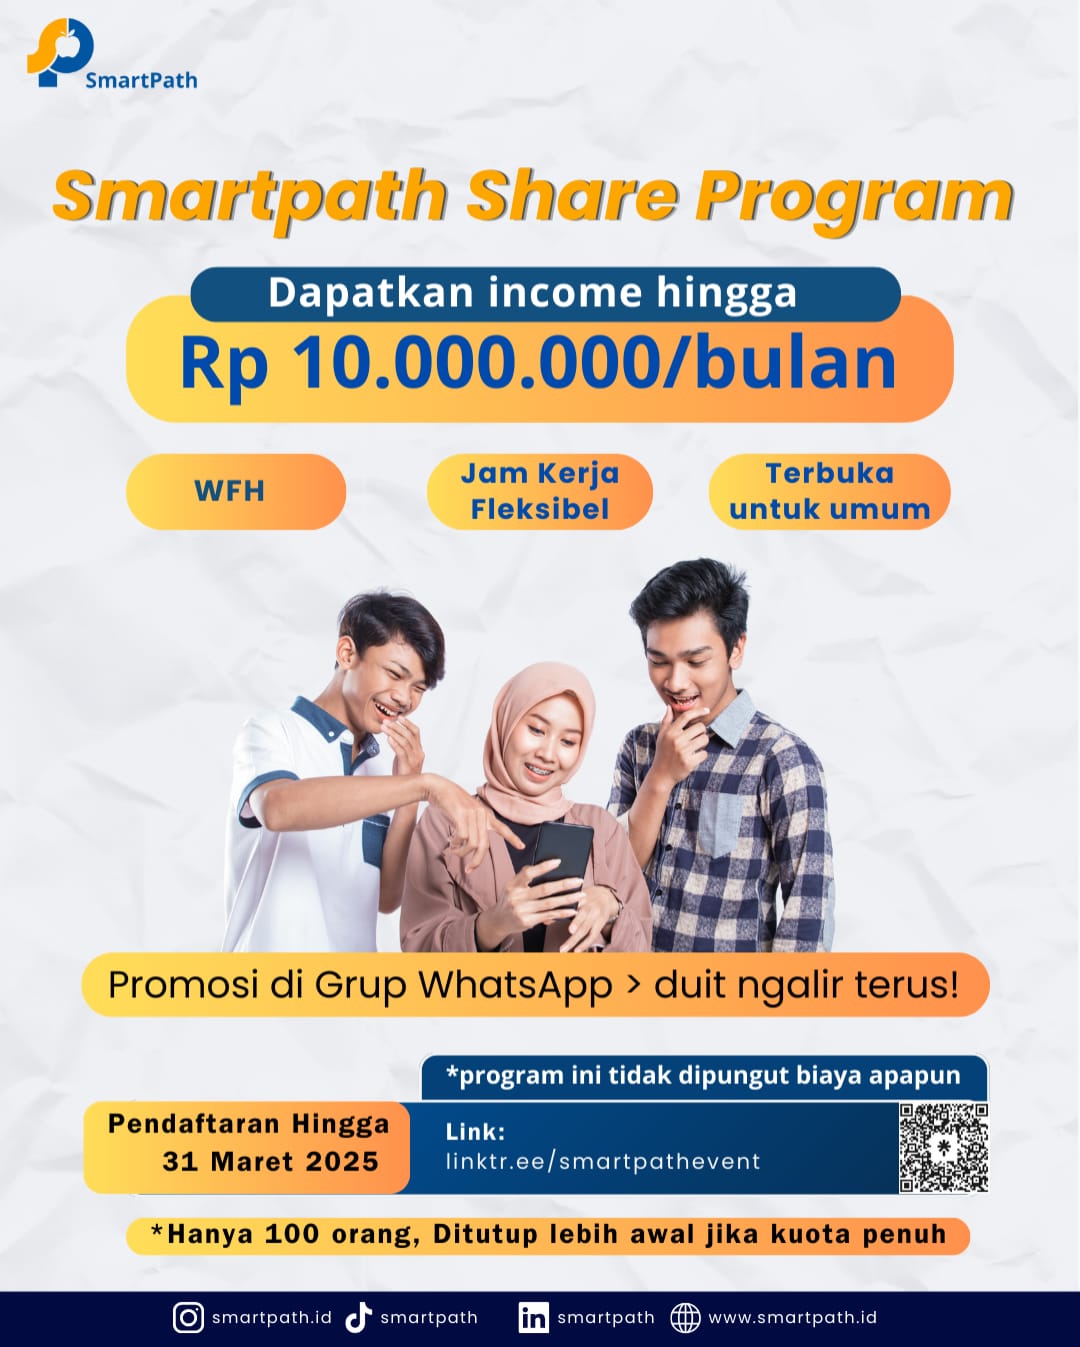 SmartPath
Smartpath Share Program
Dapatkan income hingga
Rp 10.000.000/bulan
WFH
Jam Kerja
Fleksibel
Terbuka
untuk umum
Promosi di Grup WhatsApp > duit ngalir terus!
*program ini tidak dipungut biaya apapun
Pendaftaran Hingga
31 Maret 2025
Link:
linktr.ee/smartpathevent
*Hanya 100 orang, Ditutup lebih awal jika kuota penuh
smartpath.id
smartpath
in smartpath
www.smartpath.id